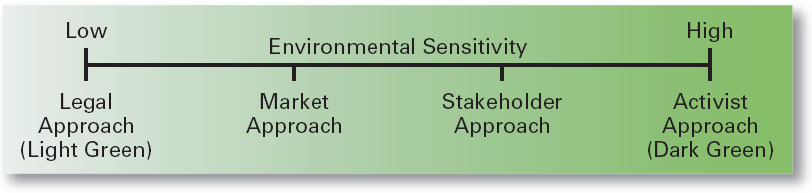 Low
High
Environmental Sensitivity
Legal
Approach
(Light Green)
Market
Approach
Stakeholder
Approach
Activist
Approach
(Dark Green)